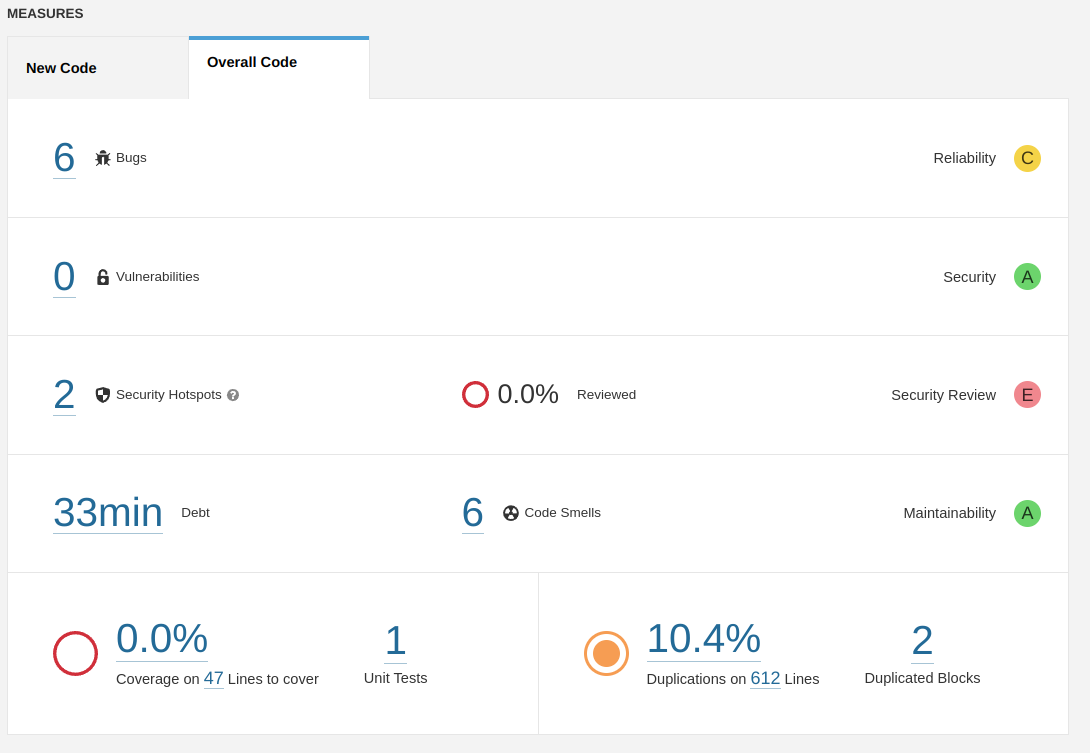 MEASURES
New Code
Overall Code
6 Bugs Reliability C
0 Vulnerabilities Security A
2 Security Hotspots ? 0.0% Reviewed Security Review E
33min Debt 6 Code Smells Maintainability A
0.0% 1 10.4% 2
Coverage on 47 Lines to cover Unit Tests Duplications on 612 Lines Duplicated Blocks